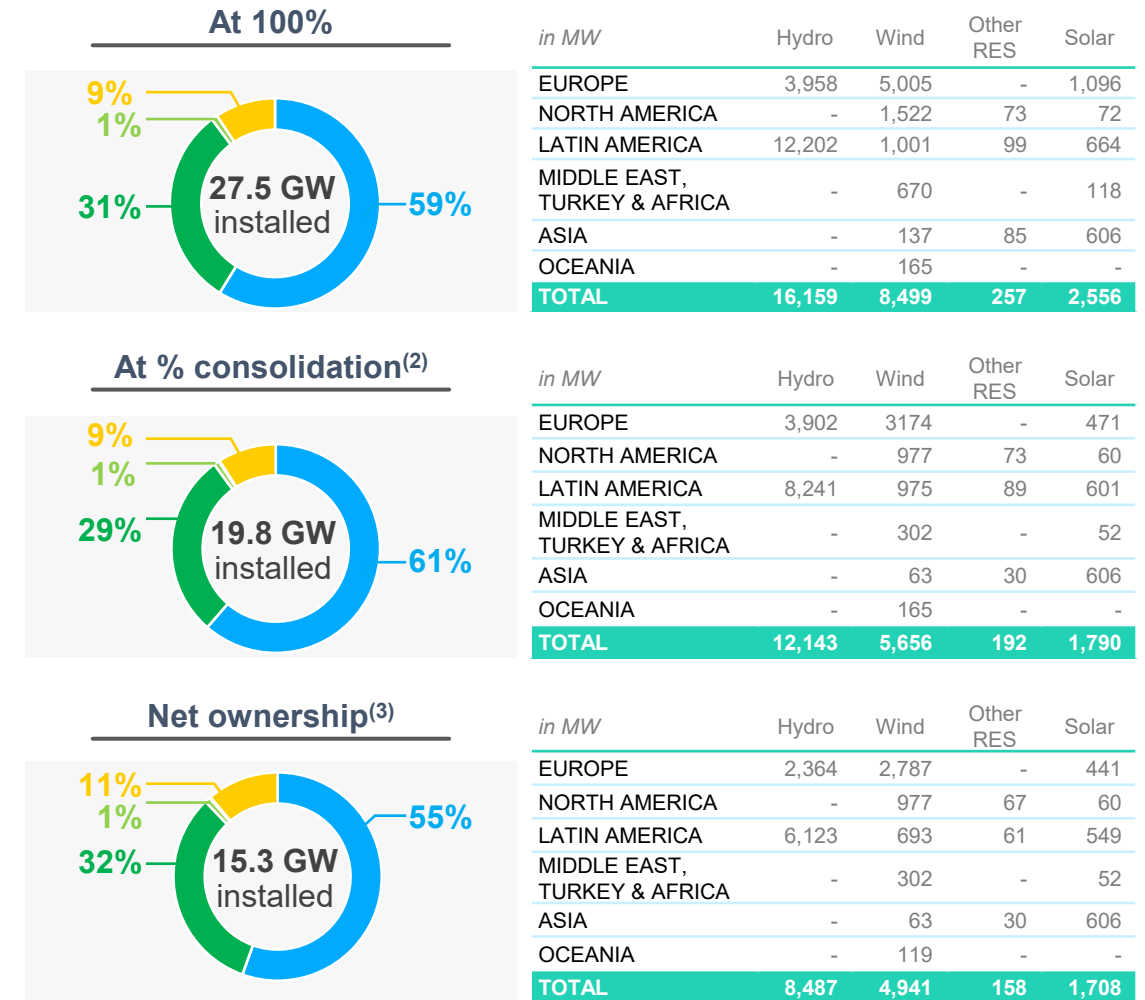 At 100%
9%
1%
31%
59%
27.5 GW
installed
in MW Hydro Wind Other RES Solar
EUROPE 3,958 5,005 - 1,096
NORTH AMERICA - 1,522 73 72
LATIN AMERICA 12,202 1,001 99 664
MIDDLE EAST,
TURKEY & AFRICA - 670 - 118
ASIA - 137 85 606
OCEANIA - 165 - -
TOTAL 16,159 8,499 257 2,556
At % consolidation(2)
9%
1%
29%
61%
19.8 GW
installed
in MW Hydro Wind Other RES Solar
EUROPE 3,902 3174 - 471
NORTH AMERICA - 977 73 60
LATIN AMERICA 8,241 975 89 601
MIDDLE EAST,
TURKEY & AFRICA - 302 - 52
ASIA - 63 30 606
OCEANIA - 165 - -
TOTAL 12,143 5,656 192 1,790
Net ownership(3)
11%
1%
32%
55%
15.3 GW
installed
in MW Hydro Wind Other RES Solar
EUROPE 2,364 2,787 - 441
NORTH AMERICA - 977 67 60
LATIN AMERICA 6,123 693 61 549
MIDDLE EAST,
TURKEY & AFRICA - 302 - 52
ASIA - 63 30 606
OCEANIA - 119 - -
TOTAL 8,487 4,941 158 1,708